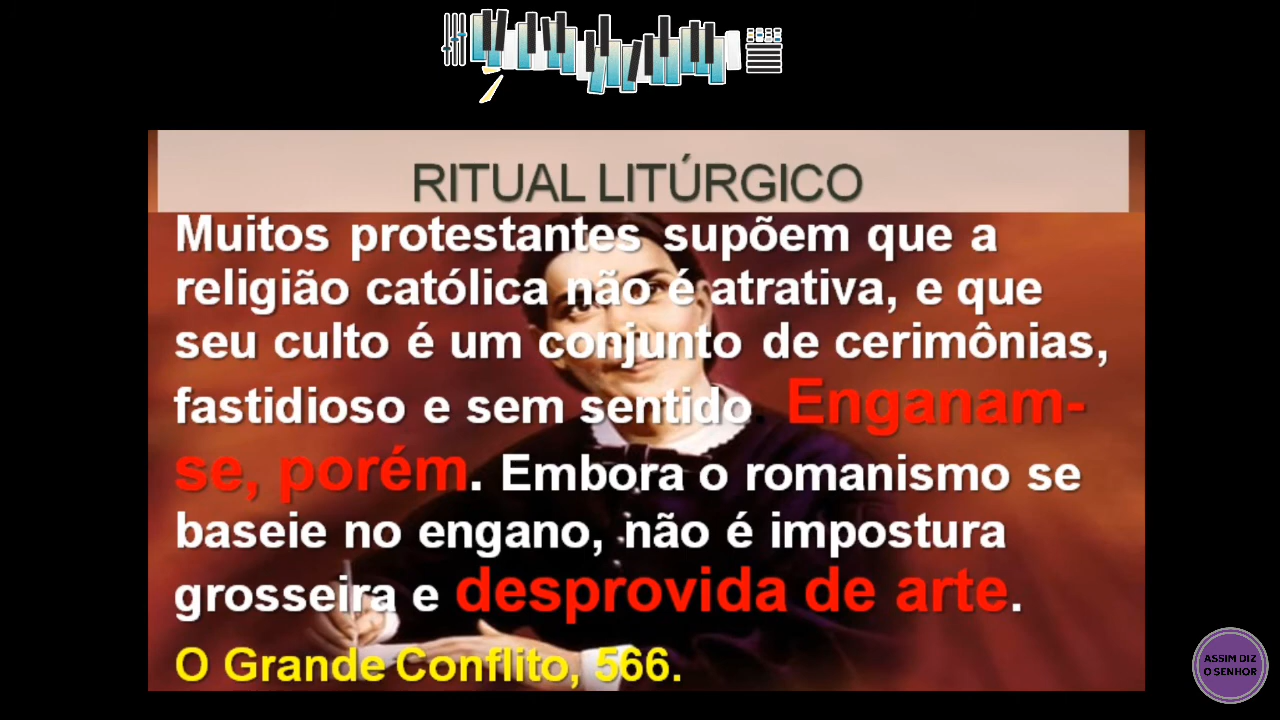 RITUAL LITÚRGICO
Muitos protestantes supõem que a
religião católica não é atrativa, e que
seu culto é um conjunto de cerimônias,
fastidioso e sem sentido. Enganam-
se, porém. Embora o romanismo se
baseie no engano, não é impostura
grosseira e desprovida de arte.
O Grande Conflito, 566.
ASSIM DIZ
O SENHOR